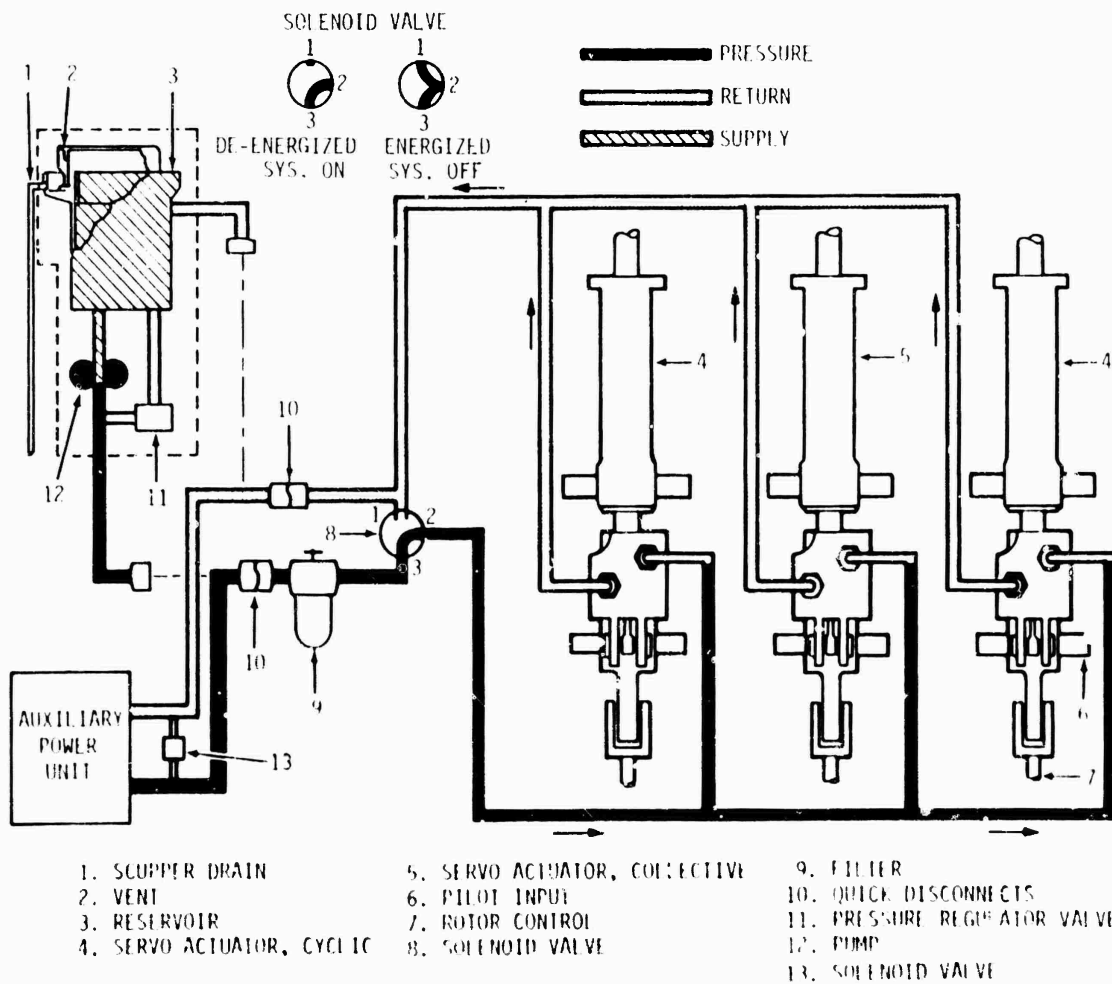 SOLENOID VALVE
1
1
2
2
3
3
DE-ENERGIZED
SYS. ON
ENERGIZED
SYS. OFF
PRESSURE
RETURN
SUPPLY
1
2
3
4
5
4
12
11
10
1
2
8
3
10
9
6
7
13
AUXILIARY
POWER
UNIT
1. SCUPPER DRAIN
2. VENT
3. RESERVOIR
4. SERVO ACTUATOR, CYCLIC
5. SERVO ACTUATOR, COLLECTIVE
6. PILOT INPUT
7. ROTOR CONTROL
8. SOLENOID VALVE
9. FILTER
10. QUICK DISCONNECTS
11. PRESSURE REGULATOR VALVE
12. PUMP
13. SOLENOID VALVE